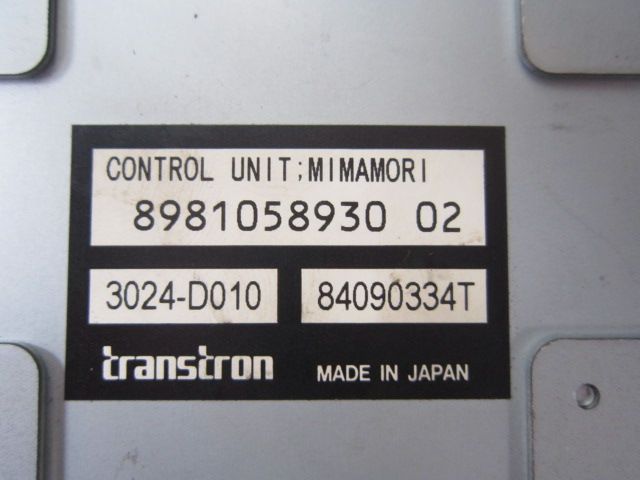 CONTROL UNIT;MIMAMORI
8981058930 02
3024-D010 84090334T
transtron MADE IN JAPAN